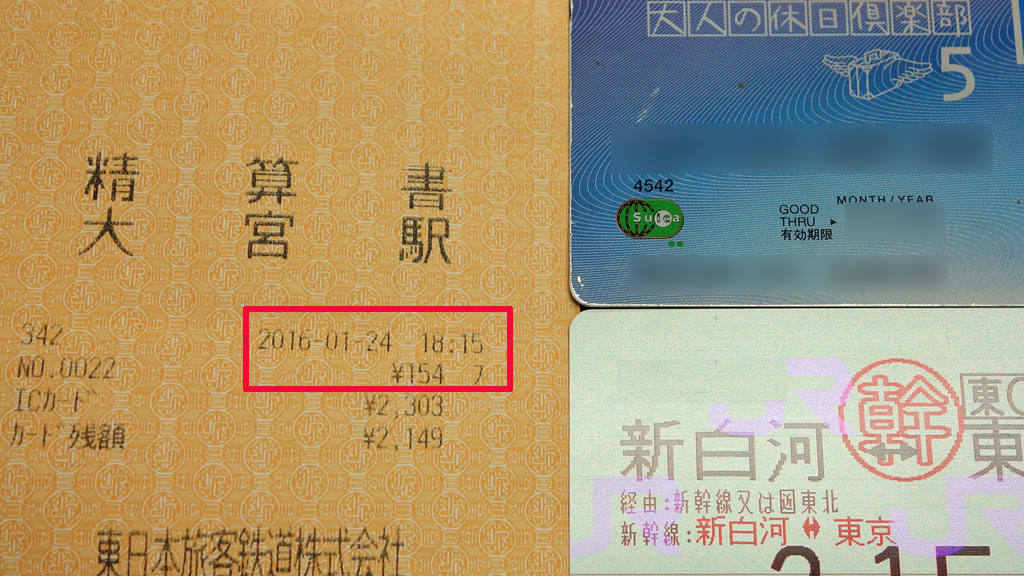 精算書
大宮駅
342 2016-01-24 18:15
NO.0022 ¥154 7
ICカード ¥2,303
カード残額 ¥2,149
東日本旅客鉄道株式会社
大人の休日倶楽部
5
4542
Suica
MONTH/YEAR
GOOD
THRU ▶
有効期限
新白河 幹 東
経由:新幹線又は國東北
新幹線:新白河⇔東京